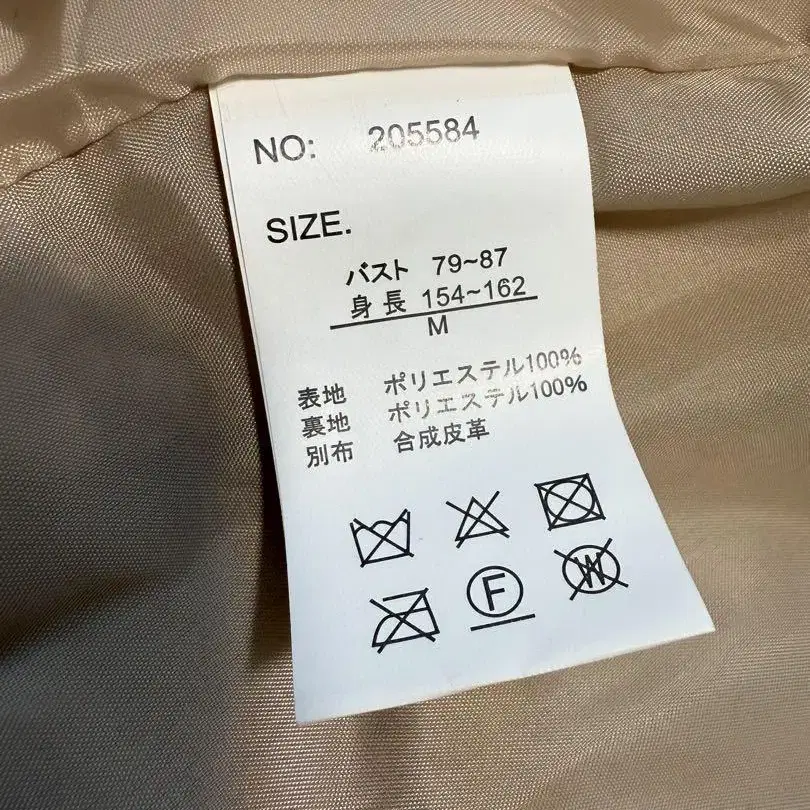 NO: 205584
SIZE.
バスト 79~87
身長 154~162
M
表地 ポリエステル100%
裏地 ポリエステル100%
別布 合成皮革
F
W